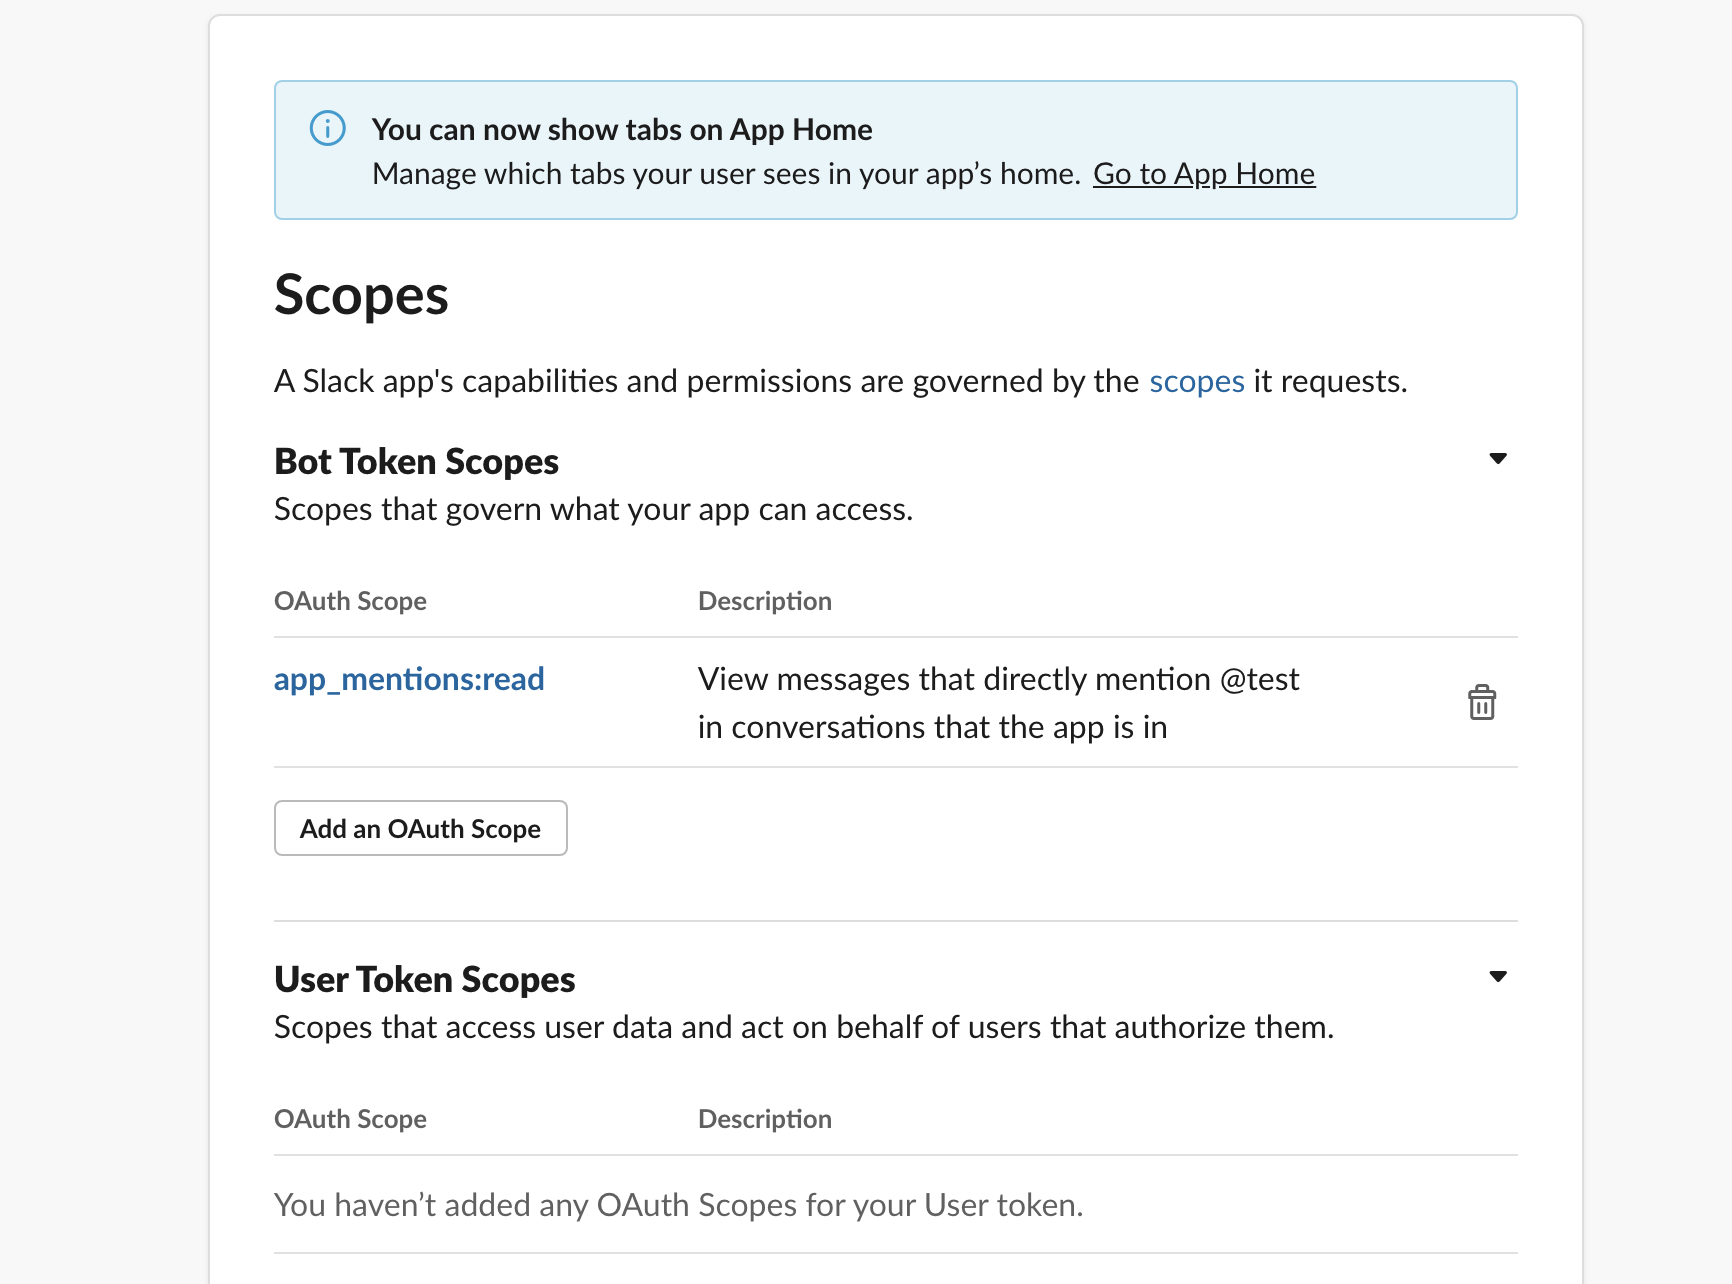 You can now show tabs on App Home
Manage which tabs your user sees in your app’s home. Go to App Home
Scopes
A Slack app's capabilities and permissions are governed by the scopes it requests.
Bot Token Scopes
Scopes that govern what your app can access.
OAuth Scope Description
app_mentions:read View messages that directly mention @test
in conversations that the app is in
Add an OAuth Scope
User Token Scopes
Scopes that access user data and act on behalf of users that authorize them.
OAuth Scope Description
You haven’t added any OAuth Scopes for your User token.